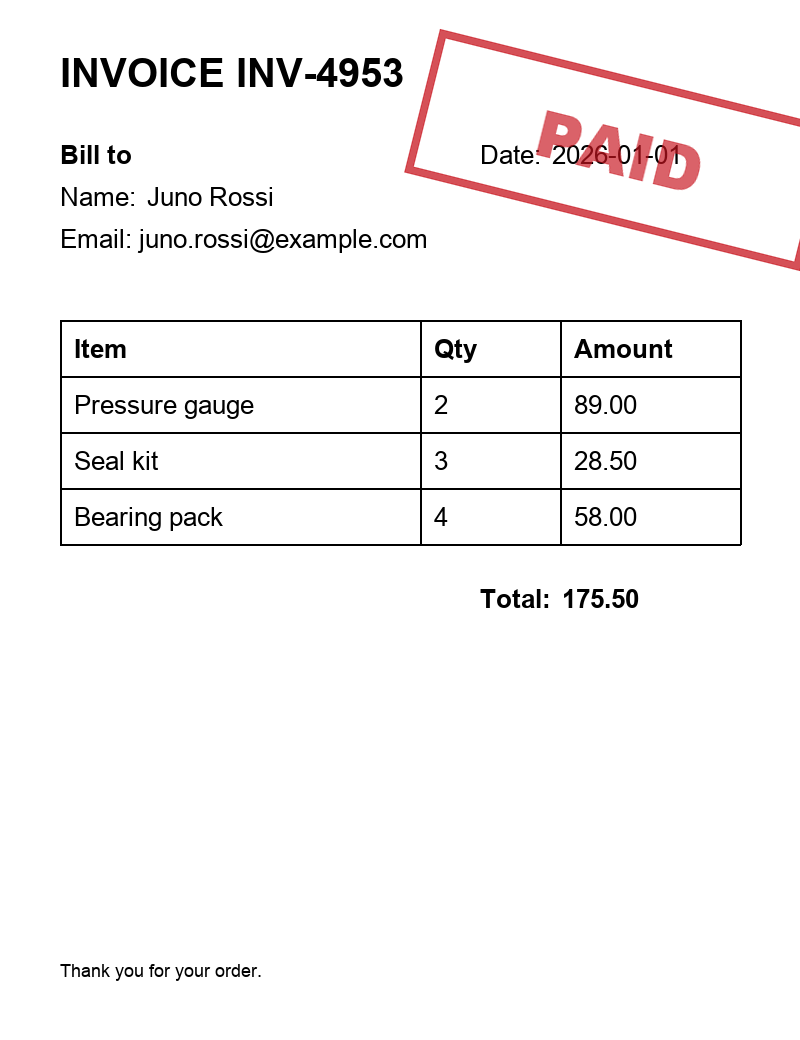 INVOICE INV-4953
PAID
Bill to
Date: 2026-01-01
Name: Juno Rossi
Email: juno.rossi@example.com
Item Qty Amount
Pressure gauge 2 89.00
Seal kit 3 28.50
Bearing pack 4 58.00
Total: 175.50
Thank you for your order.